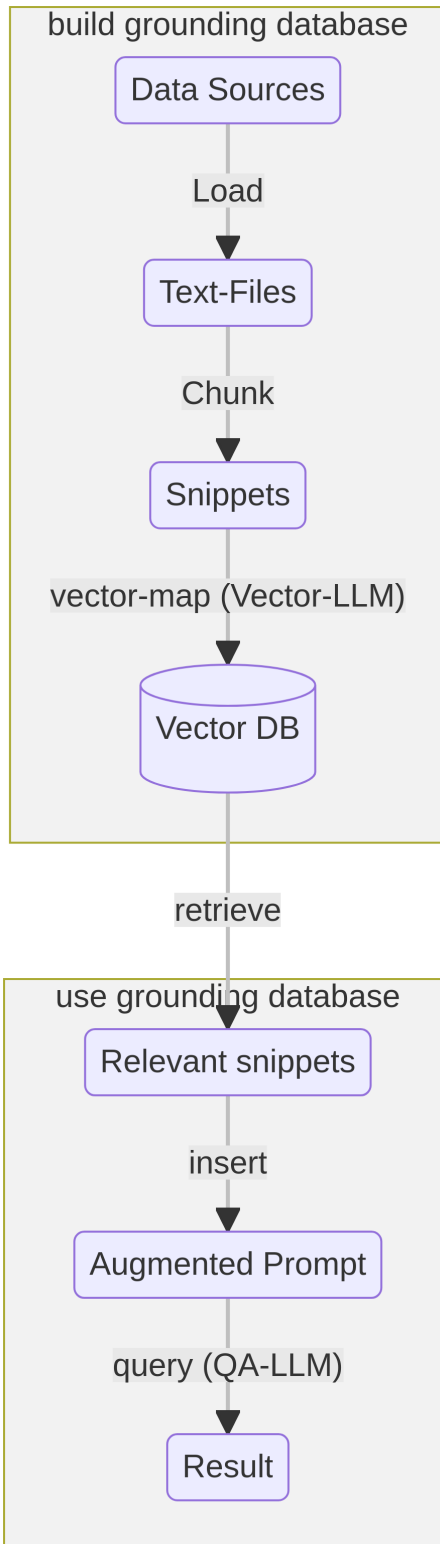 build grounding database
Data Sources
Load
Text-Files
Chunk
Snippets
vector-map (Vector-LLM)
Vector DB
retrieve
use grounding database
Relevant snippets
insert
Augmented Prompt
query (QA-LLM)
Result